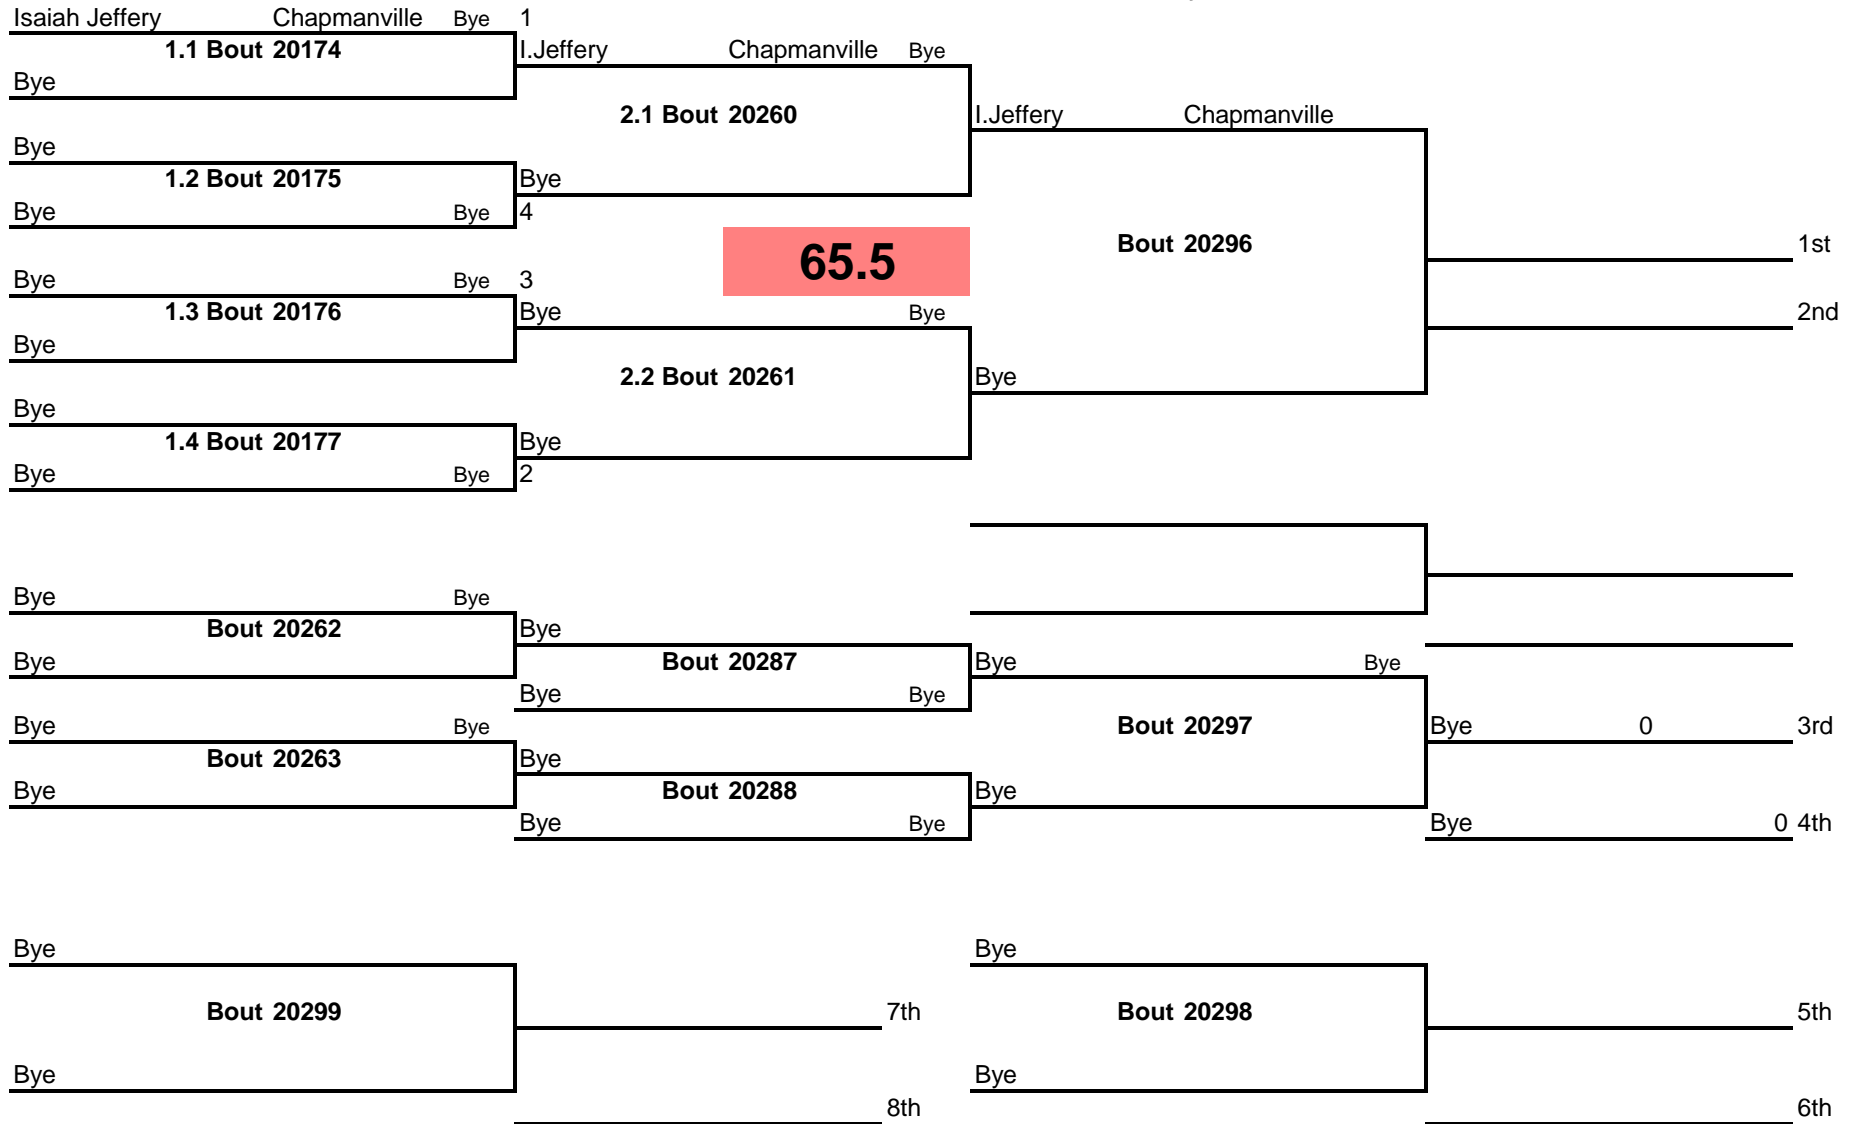 Isaiah Jeffery Chapmanville Bye 1
1.1 Bout 20174 I.Jeffery Chapmanville Bye
Bye
2.1 Bout 20260 I.Jeffery Chapmanville
Bye
1.2 Bout 20175 Bye
Bye Bye 4
65.5 Bout 20296 1st
Bye Bye 3
1.3 Bout 20176 Bye Bye 2nd
Bye
2.2 Bout 20261 Bye
Bye
1.4 Bout 20177 Bye
Bye Bye 2
Bye Bye
Bout 20262 Bye
Bye Bout 20287 Bye Bye
Bye Bye
Bye Bye Bout 20297 Bye 0 3rd
Bout 20263 Bye
Bye Bout 20288 Bye
Bye Bye Bye 0 4th
Bye Bye
Bout 20299 7th Bout 20298 5th
Bye Bye
8th 6th